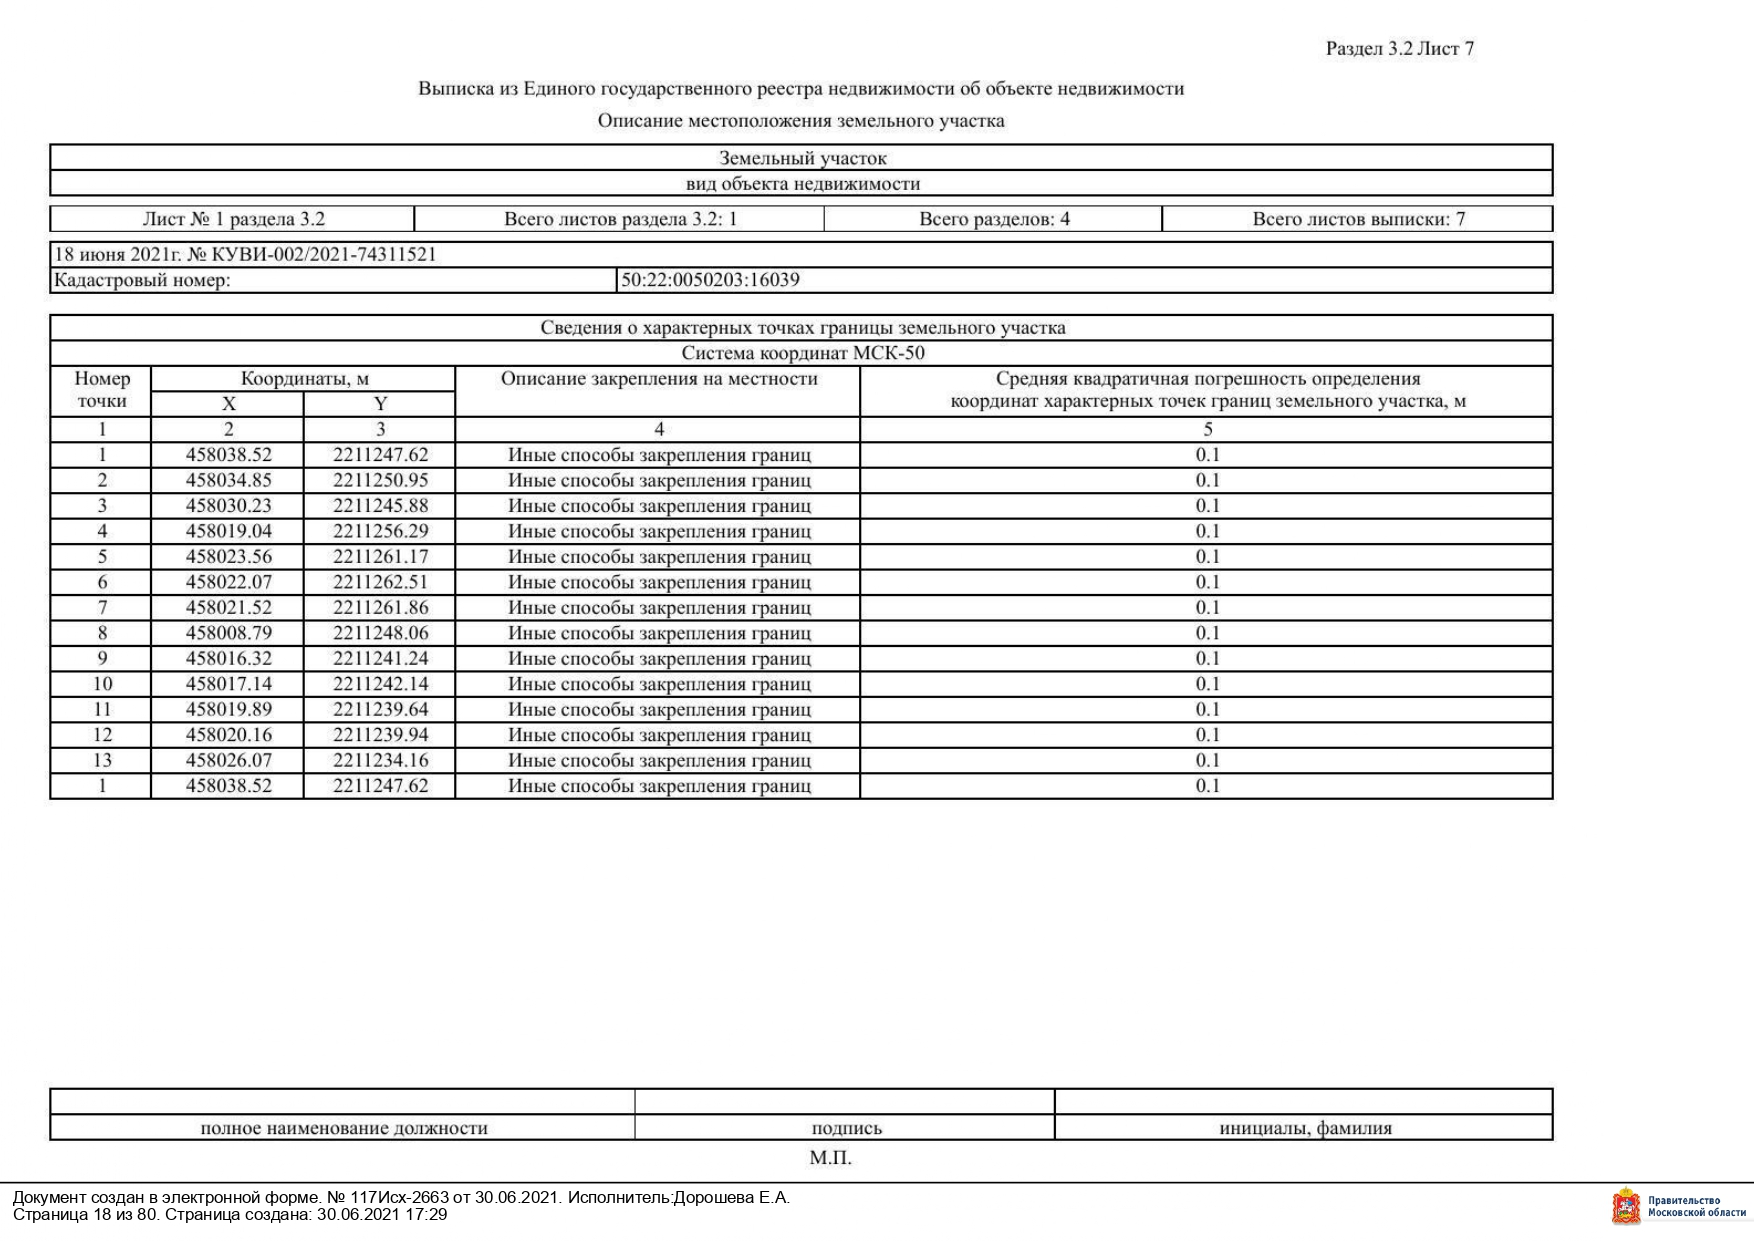 Раздел 3.2 Лист 7
Выписка из Единого государственного реестра недвижимости об объекте недвижимости
Описание местоположения земельного участка
Земельный участок
вид объекта недвижимости
Лист № 1 раздела 3.2 Всего листов раздела 3.2: 1 Всего разделов: 4 Всего листов выписки: 7
18 июня 2021г. № КУВИ-002/2021-74311521
Кадастровый номер: 50:22:0050203:16039
Сведения о характерных точках границы земельного участка
Система координат МСК-50
Номер точки Координаты, м Описание закрепления на местности Средняя квадратичная погрешность определения координат характерных точек границ земельного участка, м
X Y
1 2 3 4 5
1 458038.52 2211247.62 Иные способы закрепления границ 0.1
2 458034.85 2211250.95 Иные способы закрепления границ 0.1
3 458030.23 2211245.88 Иные способы закрепления границ 0.1
4 458019.04 2211256.29 Иные способы закрепления границ 0.1
5 458023.56 2211261.17 Иные способы закрепления границ 0.1
6 458022.07 2211262.51 Иные способы закрепления границ 0.1
7 458021.52 2211261.86 Иные способы закрепления границ 0.1
8 458008.79 2211248.06 Иные способы закрепления границ 0.1
9 458016.32 2211241.24 Иные способы закрепления границ 0.1
10 458017.14 2211242.14 Иные способы закрепления границ 0.1
11 458019.89 2211239.64 Иные способы закрепления границ 0.1
12 458020.16 2211239.94 Иные способы закрепления границ 0.1
13 458026.07 2211234.16 Иные способы закрепления границ 0.1
1 458038.52 2211247.62 Иные способы закрепления границ 0.1
полное наименование должности подпись инициалы, фамилия
М.П.
Документ создан в электронной форме. № 117Исх-2663 от 30.06.2021. Исполнитель:Дорошева Е.А.
Страница 18 из 80. Страница создана: 30.06.2021 17:29
Правительство
Московской области